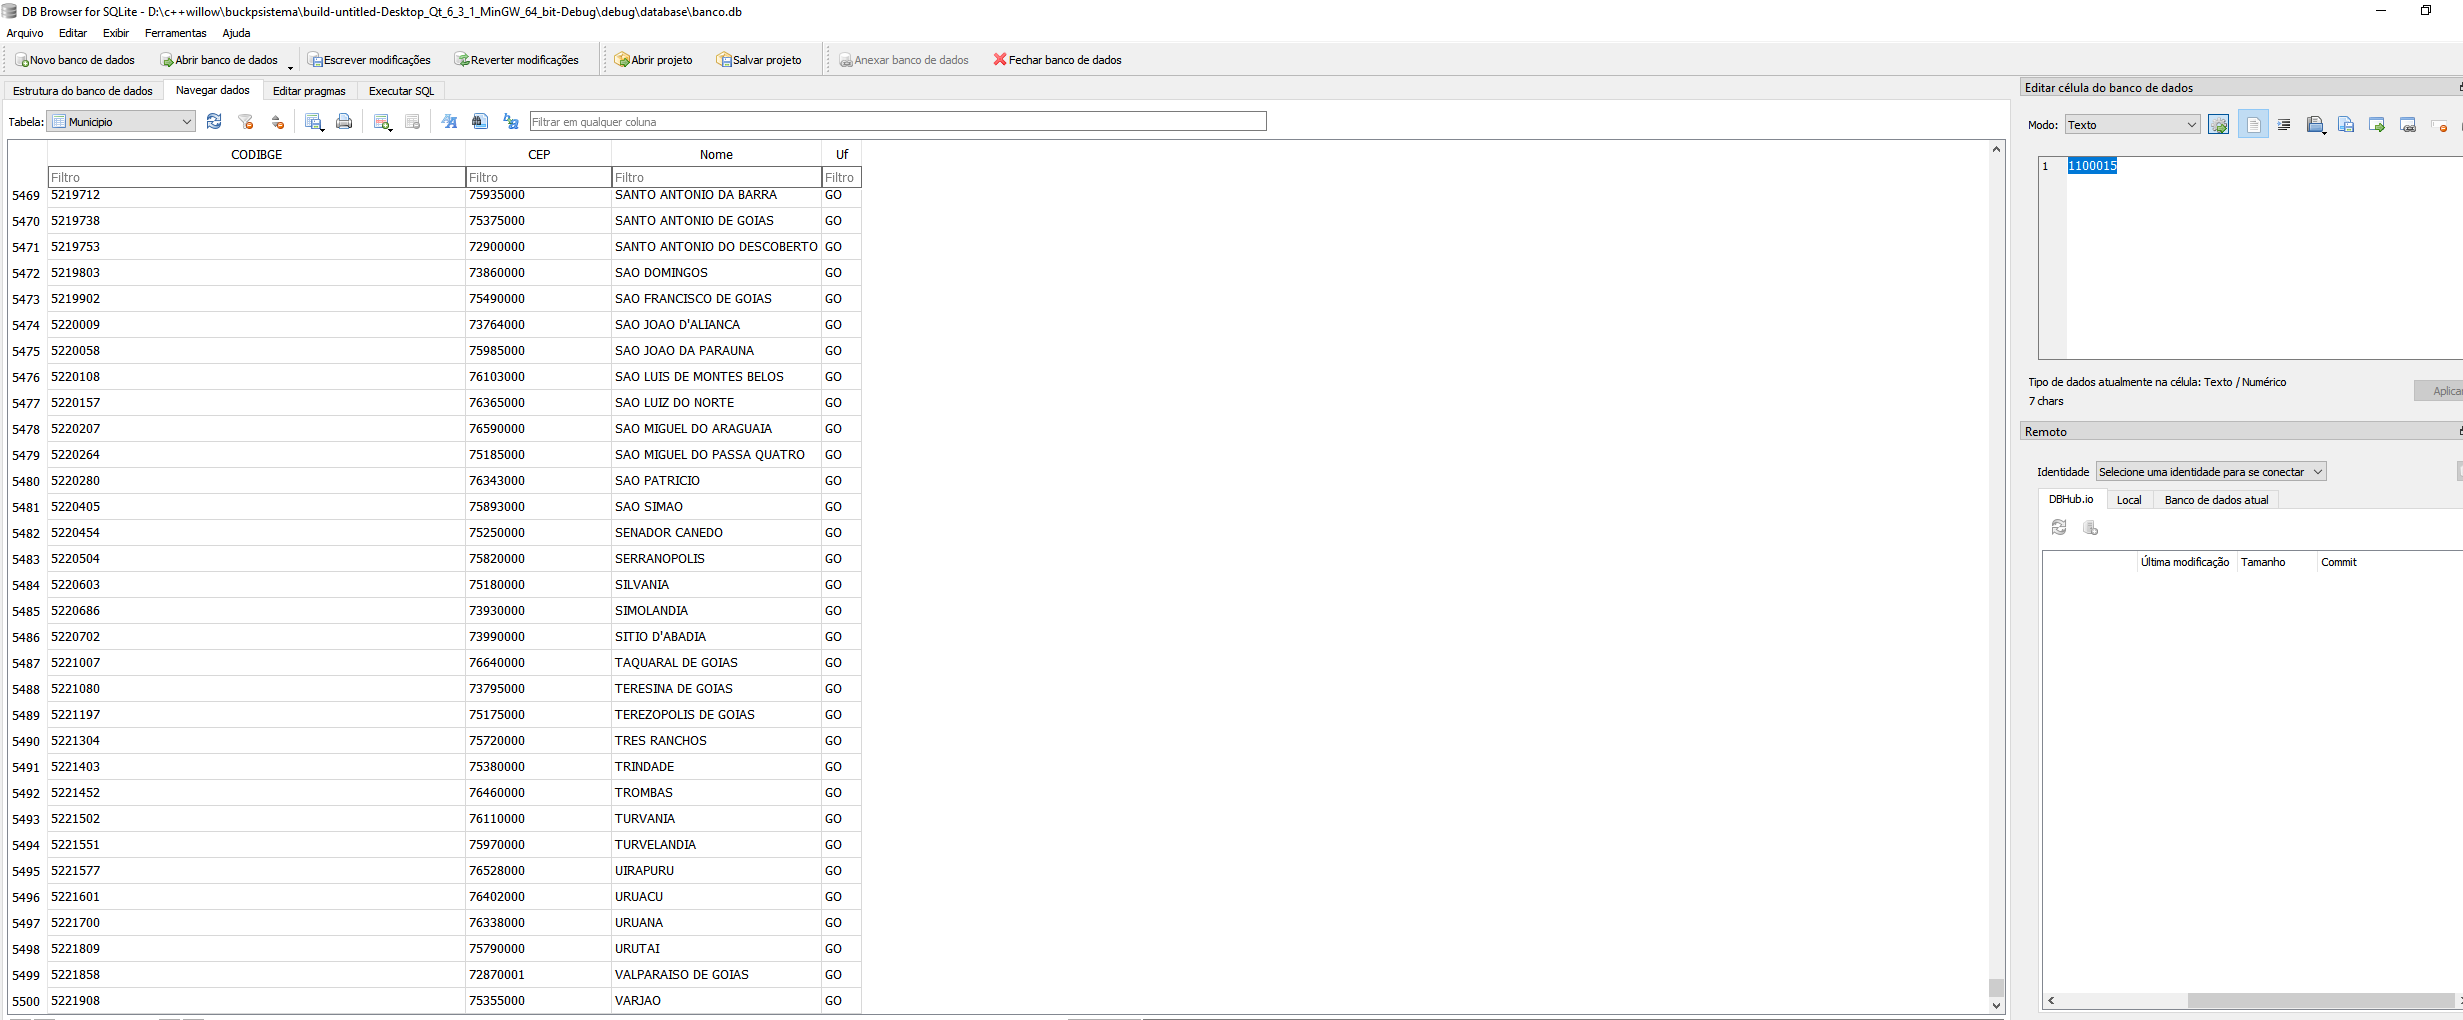 DB Browser for SQLite - D:\c++willow\buckpsistema\build-untitled-Desktop_Qt_6_3_1_MinGW_64_bit-Debug\debug\database\banco.db
Arquivo Editar Exibir Ferramentas Ajuda
Novo banco de dados Abrir banco de dados Escrever modificações Reverter modificações Abrir projeto Salvar projeto Anexar banco de dados Fechar banco de dados
Estrutura do banco de dados Navegar dados Editar pragmas Executar SQL
Tabela: Municipio Filtrar em qualquer coluna
CODIBGE CEP Nome Uf
Filtro Filtro Filtro Filtro
5469 5219712 75935000 SANTO ANTONIO DA BARRA GO
5470 5219738 75375000 SANTO ANTONIO DE GOIAS GO
5471 5219753 72900000 SANTO ANTONIO DO DESCOBERTO GO
5472 5219803 73860000 SAO DOMINGOS GO
5473 5219902 75490000 SAO FRANCISCO DE GOIAS GO
5474 5220009 73764000 SAO JOAO D'ALIANCA GO
5475 5220058 75985000 SAO JOAO DA PARAUNA GO
5476 5220108 76103000 SAO LUIS DE MONTES BELOS GO
5477 5220157 76365000 SAO LUIZ DO NORTE GO
5478 5220207 76590000 SAO MIGUEL DO ARAGUAIA GO
5479 5220264 75185000 SAO MIGUEL DO PASSA QUATRO GO
5480 5220280 76343000 SAO PATRICIO GO
5481 5220405 75893000 SAO SIMAO GO
5482 5220454 75250000 SENADOR CANEDO GO
5483 5220504 75820000 SERRANOPOLIS GO
5484 5220603 75180000 SILVANIA GO
5485 5220686 73930000 SIMOLANDIA GO
5486 5220702 73990000 SITIO D'ABADIA GO
5487 5221007 76640000 TAQUARAL DE GOIAS GO
5488 5221080 73795000 TERESINA DE GOIAS GO
5489 5221197 75175000 TEREZOPOLIS DE GOIAS GO
5490 5221304 75720000 TRES RANCHOS GO
5491 5221403 75380000 TRINDADE GO
5492 5221452 76460000 TROMBAS GO
5493 5221502 76110000 TURVANIA GO
5494 5221551 75970000 TURVELANDIA GO
5495 5221577 76528000 UIRAPURU GO
5496 5221601 76402000 URUACU GO
5497 5221700 76338000 URUANA GO
5498 5221809 75790000 URUTAI GO
5499 5221858 72870001 VALPARAISO DE GOIAS GO
5500 5221908 75355000 VARJAO GO
Editar célula do banco de dados
Modo: Texto
1 1100015
Tipo de dados atualmente na célula: Texto / Numérico
7 chars
Aplica
Remoto
Identidade Selecione uma identidade para se conectar
DBHub.io Local Banco de dados atual
Última modificação Tamanho Commit